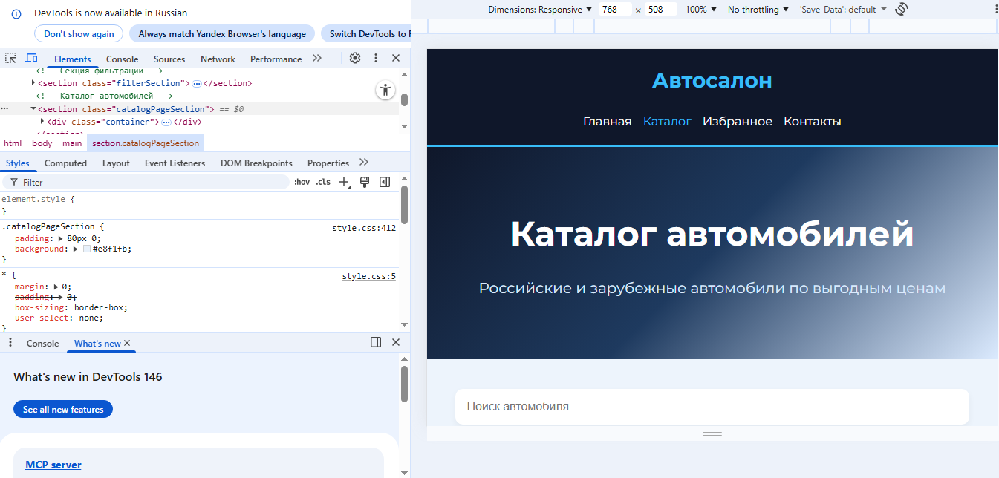 DevTools is now available in Russian
Don't show again
Always match Yandex Browser's language
Switch DevTools to
Elements
Console
Sources
Network
Performance
<!-- Секция фильтрации -->
<section class="filterSection"> … </section>
<!-- Каталог автомобилей -->
<section class="catalogPageSection"> == $0
<div class="container"> … </div>
html body main section.catalogPageSection
Styles
Computed
Layout
Event Listeners
DOM Breakpoints
Properties
Filter
:hov .cls
element.style {
}
.catalogPageSection {
style.css:412
padding: 80px 0;
background: #e8f1fb;
}
* {
style.css:5
margin: 0;
padding: 0;
box-sizing: border-box;
user-select: none;
}
Console
What's new
What's new in DevTools 146
See all new features
MCP server
Dimensions: Responsive 768 x 508 100% No throttling 'Save-Data': default
Автосалон
Главная Каталог Избранное Контакты
Каталог автомобилей
Российские и зарубежные автомобили по выгодным ценам
Поиск автомобиля